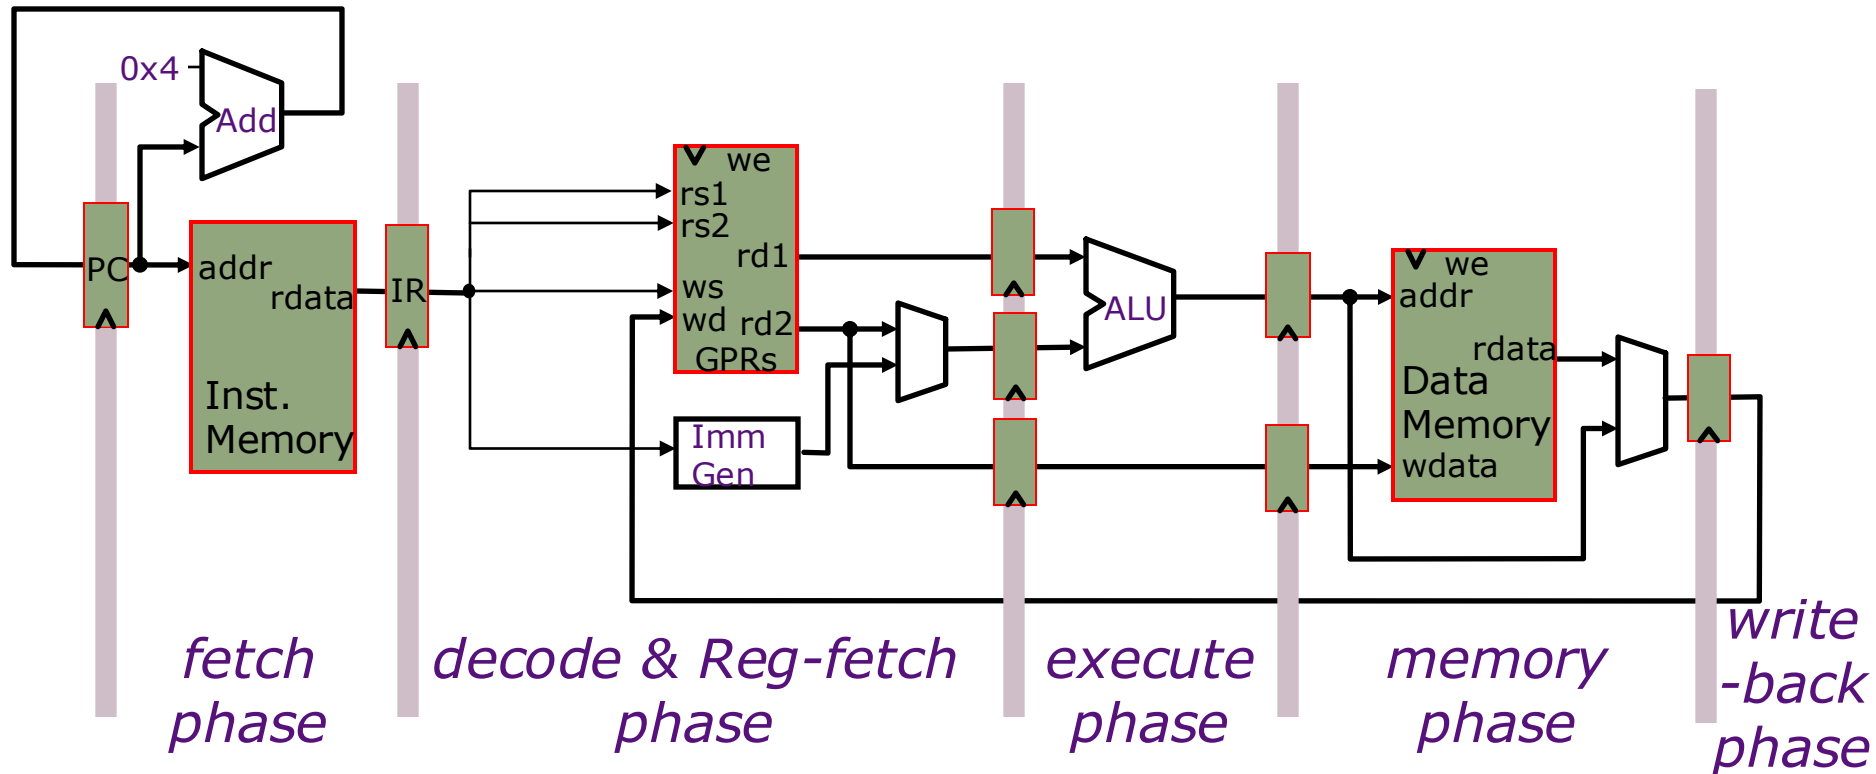 0x4
Add
PC
addr
rdata
Inst.
Memory
IR
we
rs1
rs2
rd1
ws
wd
rd2
GPRs
Imm
Gen
ALU
we
addr
rdata
Data
Memory
wdata
fetch
phase
decode & Reg-fetch
phase
execute
phase
memory
phase
write
-back
phase